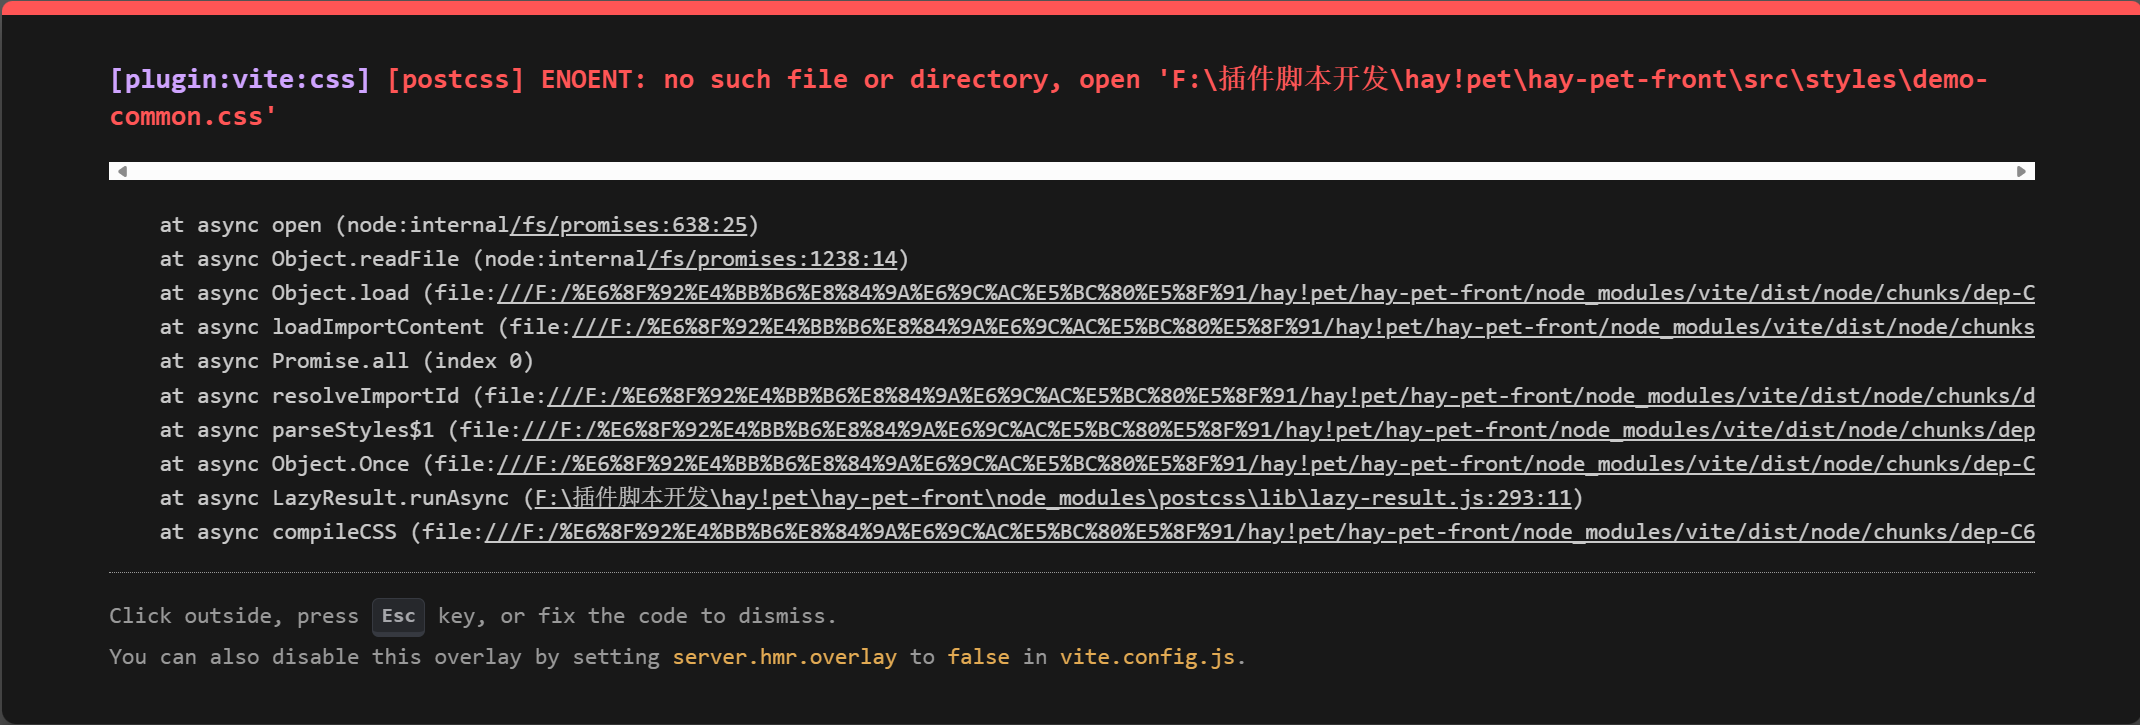 [plugin:vite:css] [postcss] ENOENT: no such file or directory, open 'F:\插件脚本开发\hay!pet\hay-pet-front\src\styles\demo-
common.css'
at async open (node:internal/fs/promises:638:25)
at async Object.readFile (node:internal/fs/promises:1238:14)
at async Object.load (file:///F:/%E6%8F%92%E4%BB%B6%E8%84%9A%E6%9C%AC%E5%BC%80%E5%8F%91/hay!pet/hay-pet-front/node_modules/vite/dist/node/chunks/dep-C
at async loadImportContent (file:///F:/%E6%8F%92%E4%BB%B6%E8%84%9A%E6%9C%AC%E5%BC%80%E5%8F%91/hay!pet/hay-pet-front/node_modules/vite/dist/node/chunks
at async Promise.all (index 0)
at async resolveImportId (file:///F:/%E6%8F%92%E4%BB%B6%E8%84%9A%E6%9C%AC%E5%BC%80%E5%8F%91/hay!pet/hay-pet-front/node_modules/vite/dist/node/chunks/d
at async parseStyles$1 (file:///F:/%E6%8F%92%E4%BB%B6%E8%84%9A%E6%9C%AC%E5%BC%80%E5%8F%91/hay!pet/hay-pet-front/node_modules/vite/dist/node/chunks/dep
at async Object.Once (file:///F:/%E6%8F%92%E4%BB%B6%E8%84%9A%E6%9C%AC%E5%BC%80%E5%8F%91/hay!pet/hay-pet-front/node_modules/vite/dist/node/chunks/dep-C
at async LazyResult.runAsync (F:\插件脚本开发\hay!pet\hay-pet-front\node_modules\postcss\lib\lazy-result.js:293:11)
at async compileCSS (file:///F:/%E6%8F%92%E4%BB%B6%E8%84%9A%E6%9C%AC%E5%BC%80%E5%8F%91/hay!pet/hay-pet-front/node_modules/vite/dist/node/chunks/dep-C6
Click outside, press Esc key, or fix the code to dismiss.
You can also disable this overlay by setting server.hmr.overlay to false in vite.config.js.